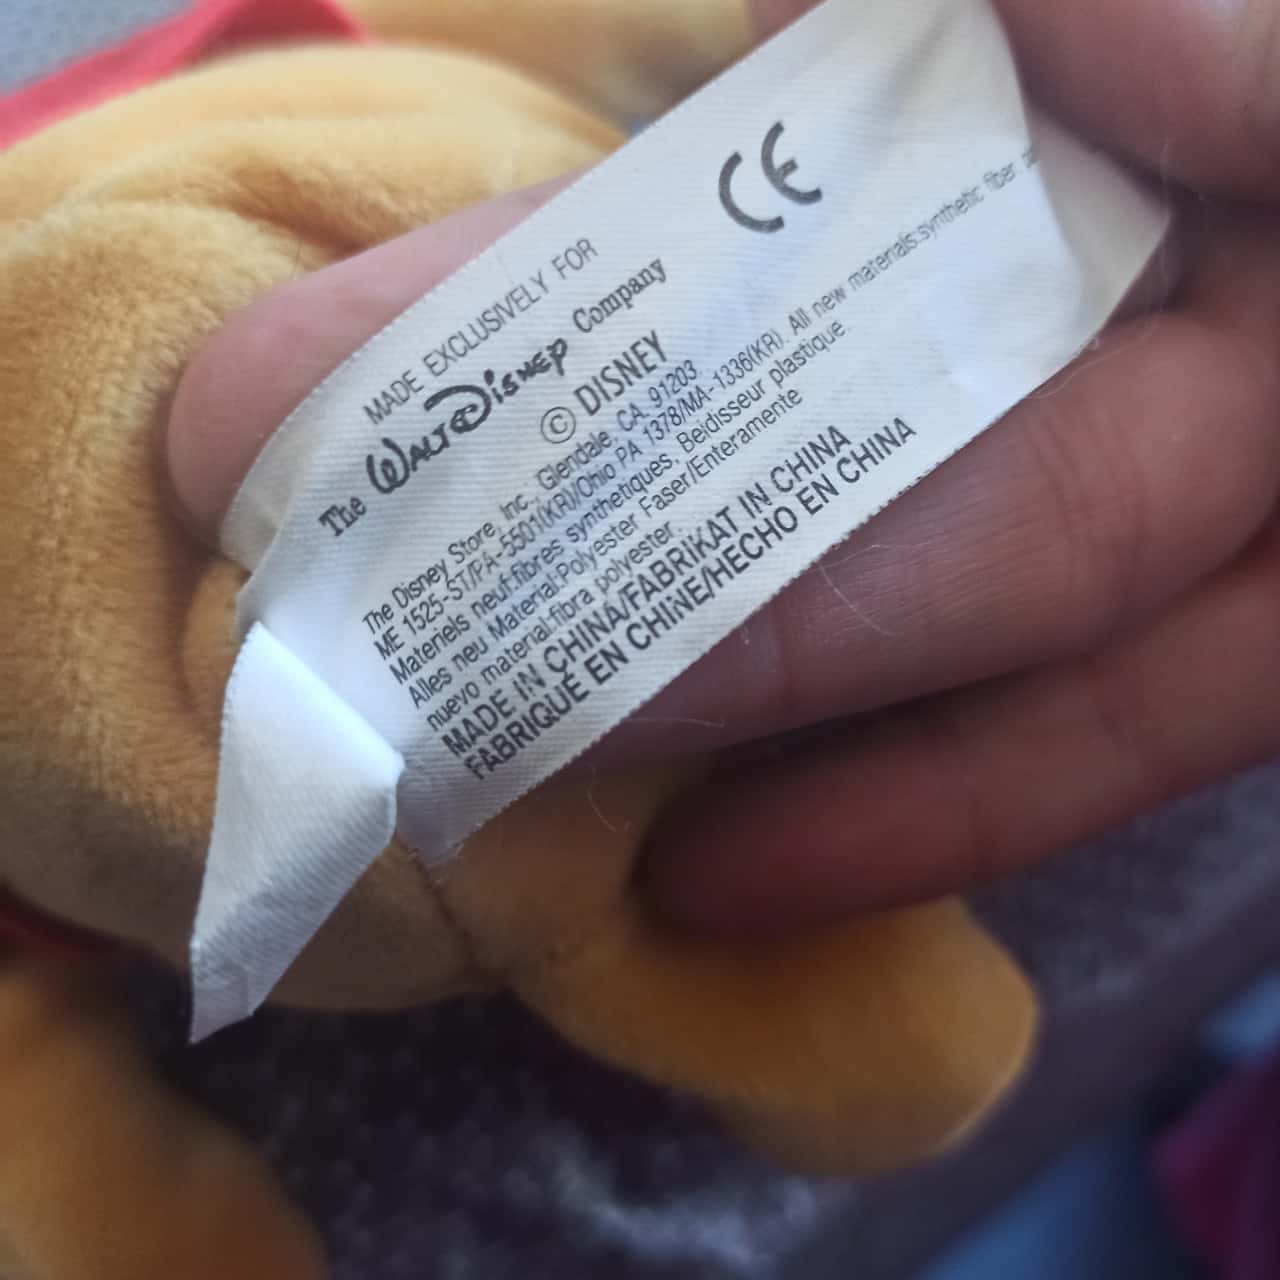 CE
MADE EXCLUSIVELY FOR
The WALT DISNEP Company
© DISNEY
The Disney Store, Inc., Glendale, CA, 91203
ME 1525-ST/PA-5501(KR)/Ohio PA 1378/MA-1336(KR). All new materials:synthetic fiber
Materiels neuf:fibres synthetiques, Beidisseur plastique
Alles neu Material:Polyester Faser/Enteramente
nuevo material:fibra polyester.
MADE IN CHINA/FABRIKAT IN CHINA
FABRIQUÉ EN CHINE/HECHO EN CHINA